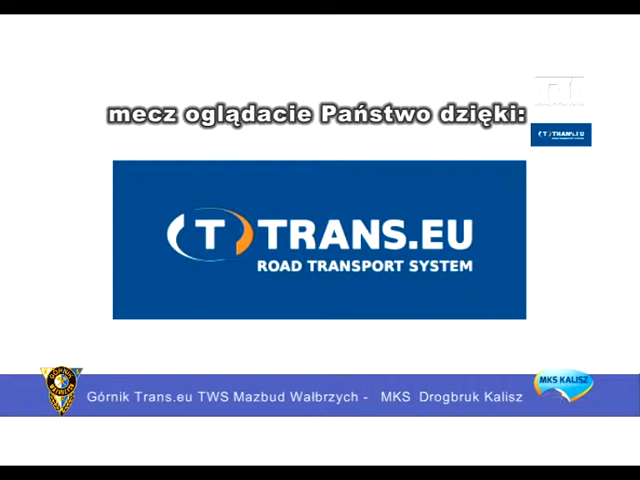 mecz oglądacie Państwo dzięki:
(T) TRANS.EU
(T) TRANS.EU
ROAD TRANSPORT SYSTEM
GÓRNIK
MKS KALISZ
Górnik Trans.eu TWS Mazbud Wałbrzych - MKS Drogbruk Kalisz